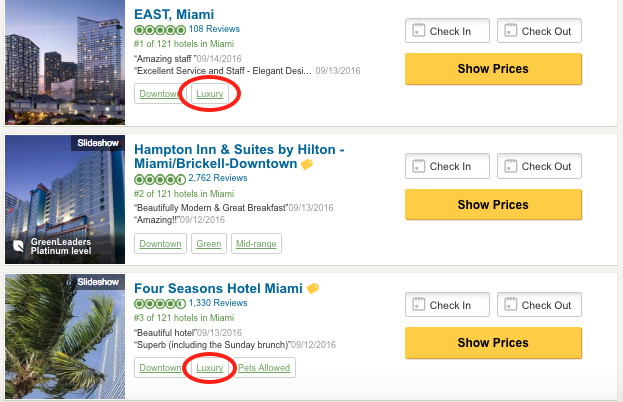 EAST, Miami
108 Reviews
#1 of 121 hotels in Miami
“Amazing staff ”09/14/2016
“Excellent Service and Staff - Elegant Desi… 09/13/2016
Downtown Luxury
Check In Check Out
Show Prices
Slideshow
GreenLeaders
Platinum level
Hampton Inn & Suites by Hilton -
Miami/Brickell-Downtown
2,762 Reviews
#2 of 121 hotels in Miami
“Beautifully Modern & Great Breakfast”09/13/2016
“Amazing!!”09/12/2016
Downtown Green Mid-range
Check In Check Out
Show Prices
Slideshow
Four Seasons Hotel Miami
1,330 Reviews
#3 of 121 hotels in Miami
“Beautiful hotel”09/13/2016
“Superb (including the Sunday brunch)”09/12/2016
Downtown Luxury Pets Allowed
Check In Check Out
Show Prices